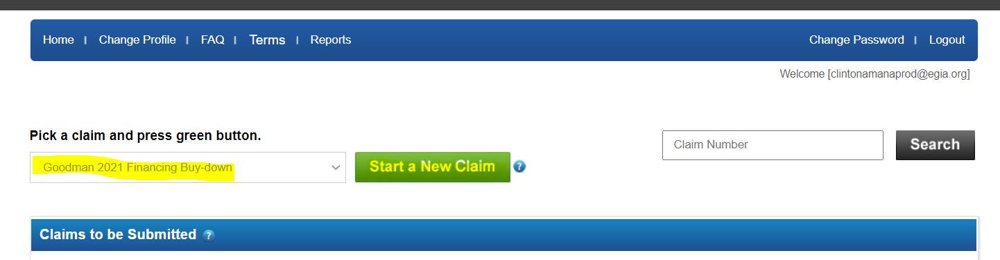 Home | Change Profile | FAQ | Terms | Reports Change Password | Logout
Welcome [clintonamanaprod@egia.org]
Pick a claim and press green button.
Goodman 2021 Financing Buy-down Start a New Claim ? Claim Number Search
Claims to be Submitted ?